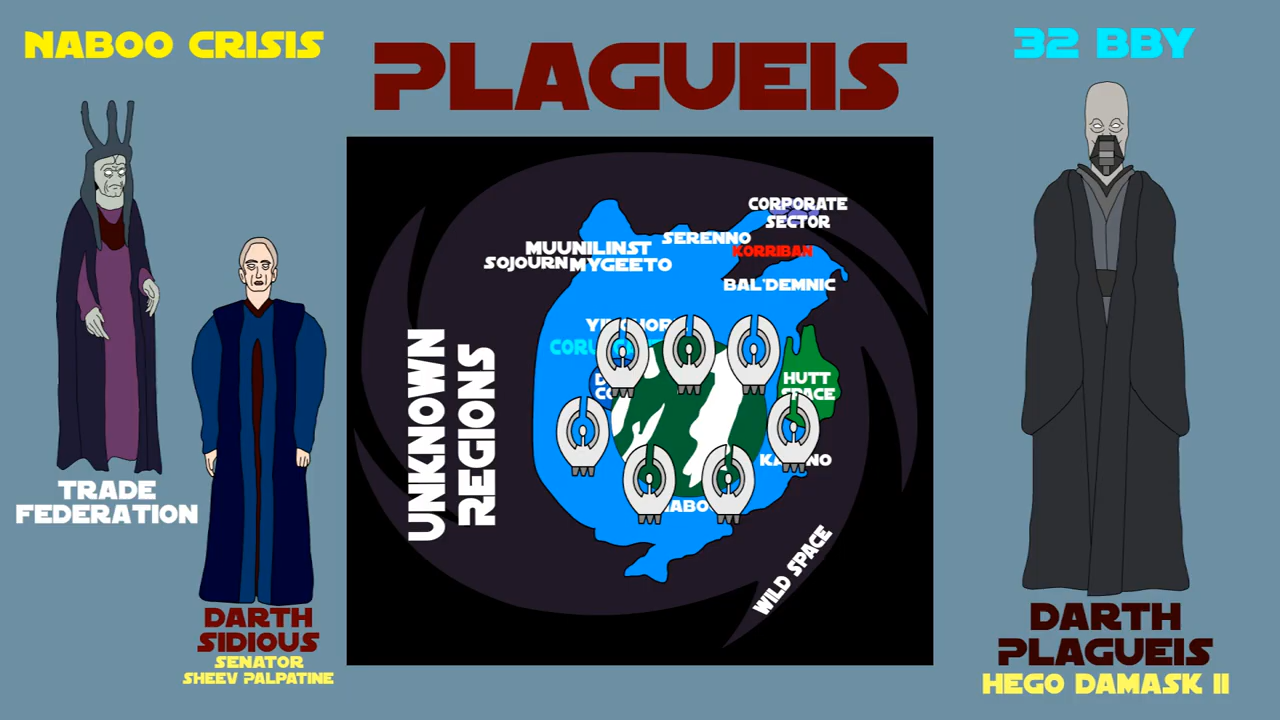 NABOO CRISIS
PLAGUEIS
32 BBY
CORPORATE
SECTOR
SERENNO
MUUNILINST
KORRIBAN
SOJOURN
MYGEETO
BAL'DEMNIC
HUTT
SPACE
UNKNOWN
REGIONS
WILD SPACE
TRADE
FEDERATION
DARTH
SIDIOUS
SENATOR
SHEEV PALPATINE
DARTH
PLAGUEIS
HEGO DAMASK II